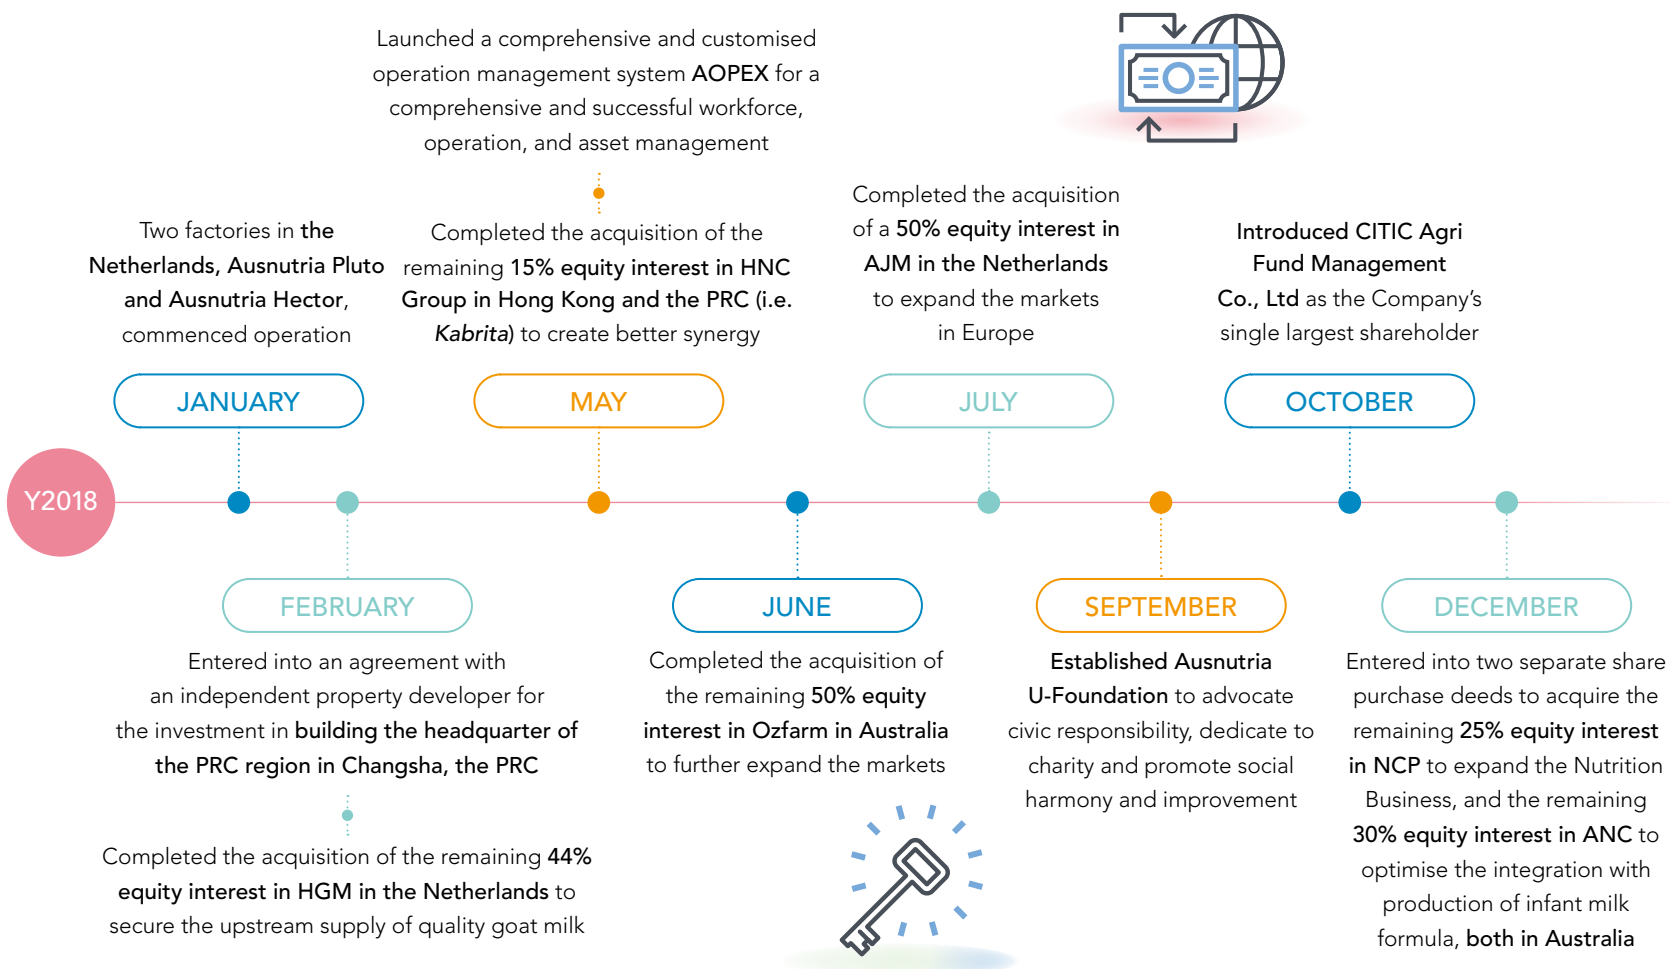 Launched a comprehensive and customised
operation management system AOPEX for a
comprehensive and successful workforce,
operation, and asset management
Two factories in the
Netherlands, Ausnutria Pluto
and Ausnutria Hector,
commenced operation
Completed the acquisition of the
remaining 15% equity interest in HNC
Group in Hong Kong and the PRC (i.e.
Kabrita) to create better synergy
Completed the acquisition
of a 50% equity interest in
AJM in the Netherlands
to expand the markets
in Europe
Introduced CITIC Agri
Fund Management
Co., Ltd as the Company's
single largest shareholder
JANUARY
MAY
JULY
OCTOBER
Y2018
FEBRUARY
JUNE
SEPTEMBER
DECEMBER
Entered into an agreement with
an independent property developer for
the investment in building the headquarter of
the PRC region in Changsha, the PRC
Completed the acquisition of the remaining 44%
equity interest in HGM in the Netherlands to
secure the upstream supply of quality goat milk
Completed the acquisition of
the remaining 50% equity
interest in Ozfarm in Australia
to further expand the markets
Established Ausnutria
U-Foundation to advocate
civic responsibility, dedicate to
charity and promote social
harmony and improvement
Entered into two separate share
purchase deeds to acquire the
remaining 25% equity interest
in NCP to expand the Nutrition
Business, and the remaining
30% equity interest in ANC to
optimise the integration with
production of infant milk
formula, both in Australia